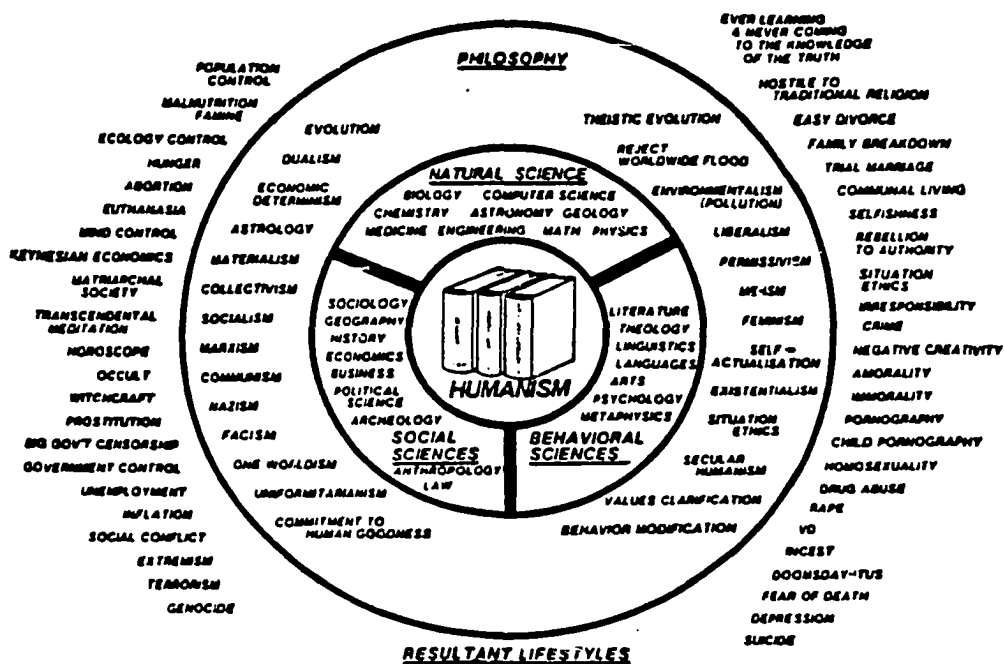 PHILOSOPHY
EVOLUTION
DUALISM
ECONOMIC
DETERMINISM
ASTROLOGY
MATERIALISM
COLLECTIVISM
SOCIALISM
MARXISM
COMMUNISM
NAZISM
FACISM
ONE WORLDISM
UNIFORMITARIANISM
COMMITMENT TO
HUMAN GOODNESS
THEISTIC EVOLUTION
REJECT
WORLDWIDE FLOOD
ENVIRONMENTALISM
(POLLUTION)
LIBERALISM
PERMISSIVISM
ME-ISM
FEMINISM
SELF-
ACTUALISATION
EXISTENTIALISM
SITUATION
ETHICS
SECULAR
HUMANISM
VALUES CLARIFICATION
BEHAVIOR MODIFICATION
NATURAL SCIENCE
BIOLOGY COMPUTER SCIENCE
CHEMISTRY ASTRONOMY GEOLOGY
MEDICINE ENGINEERING MATH PHYSICS
SOCIOLOGY
GEOGRAPHY
HISTORY
ECONOMICS
BUSINESS
POLITICAL
SCIENCE
ARCHEOLOGY
SOCIAL
SCIENCES
ANTHROPOLOGY
LAW
LITERATURE
THEOLOGY
LINGUISTICS
LANGUAGES
ARTS
PSYCHOLOGY
METAPHYSICS
BEHAVIORAL
SCIENCES
HUMANISM
POPULATION
CONTROL
MALNUTRITION
FAMINE
ECOLOGY CONTROL
HUNGER
ABORTION
EUTHANASIA
MIND CONTROL
KEYNESIAN ECONOMICS
MATRIARCHAL
SOCIETY
TRANSCENDENTAL
MEDITATION
HOROSCOPE
OCCULT
WITCHCRAFT
PROSTITUTION
BIG GOV'T CENSORSHIP
GOVERNMENT CONTROL
UNEMPLOYMENT
INFLATION
SOCIAL CONFLICT
EXTREMISM
TERRORISM
GENOCIDE
EVER LEARNING
& NEVER COMING
TO THE KNOWLEDGE
OF THE TRUTH
HOSTILE TO
TRADITIONAL RELIGION
EASY DIVORCE
FAMILY BREAKDOWN
TRIAL MARRIAGE
COMMUNAL LIVING
SELFISHNESS
REBELLION
TO AUTHORITY
SITUATION
ETHICS
IRRESPONSIBILITY
CRIME
NEGATIVE CREATIVITY
AMORALITY
IMMORALITY
PORNOGRAPHY
CHILD PORNOGRAPHY
HOMOSEXUALITY
DRUG ABUSE
RAPE
VD
INCEST
DOOMSDAY-ITUS
FEAR OF DEATH
DEPRESSION
SUICIDE
RESULTANT LIFESTYLES